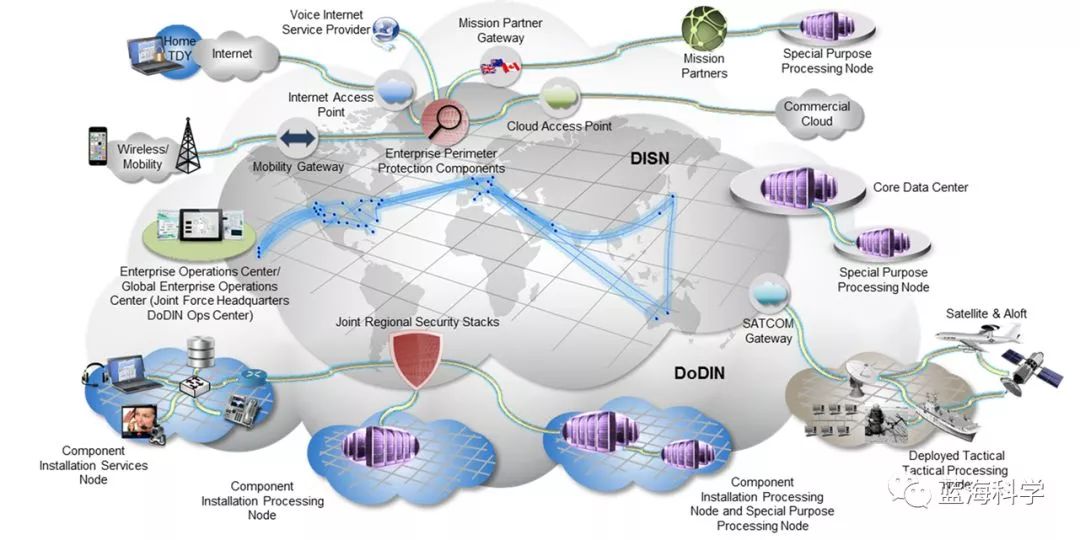 Voice Internet
Service Provider
Mission Partner
Gateway
Mission
Partners
Special Purpose
Processing Node
Home
TDY
Internet
Internet Access
Point
Cloud Access Point
Commercial
Cloud
Wireless/
Mobility
Mobility Gateway
Enterprise Perimeter
Protection Components
DISN
Core Data Center
Special Purpose
Processing Node
Enterprise Operations Center/
Global Enterprise Operations
Center (Joint Force Headquarters
DoDIN Ops Center)
Joint Regional Security Stacks
SATCOM
Gateway
Satellite & Aloft
DoDIN
Component
Installation Services
Node
Component
Installation Processing
Node
Component
Installation Processing
Node and Special Purpose
Processing Node
Deployed Tactical
Tactical Processing
蓝海科学